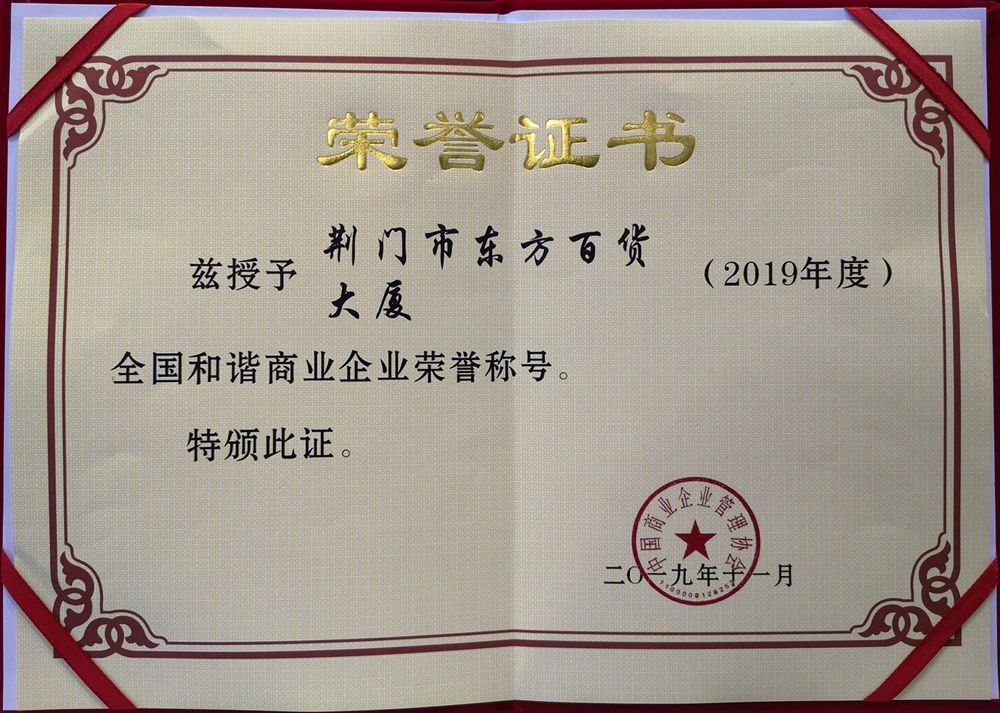 荣誉证书
兹授予 荆门市东方百货大厦 （2019年度）
全国和谐商业企业荣誉称号。
特颁此证。
中国商业企业管理协会
二〇一九年十一月